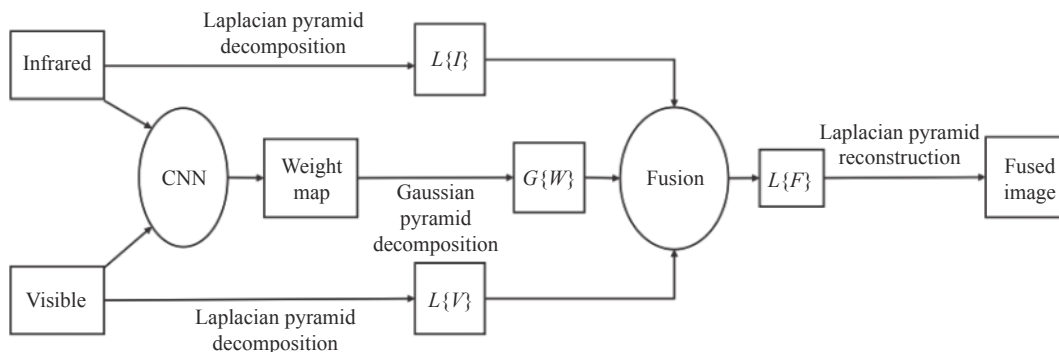 Laplacian pyramid
decomposition
Infrared
L{I}
CNN
Weight
map
Gaussian
pyramid
decomposition
G{W}
Fusion
L{F}
Laplacian pyramid
reconstruction
Fused
image
Visible
L{V}
Laplacian pyramid
decomposition